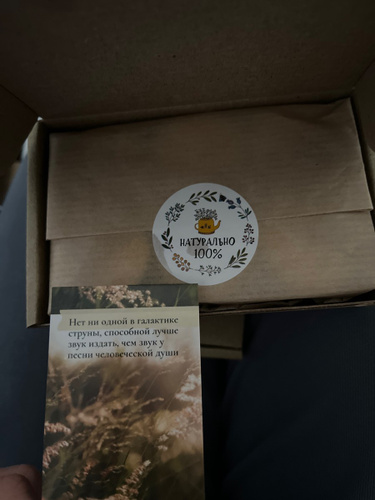 НАТУРАЛЬНО
100%
Нет ни одной в галактике
струны, способной лучше
звук издать, чем звук у
песни человеческой души